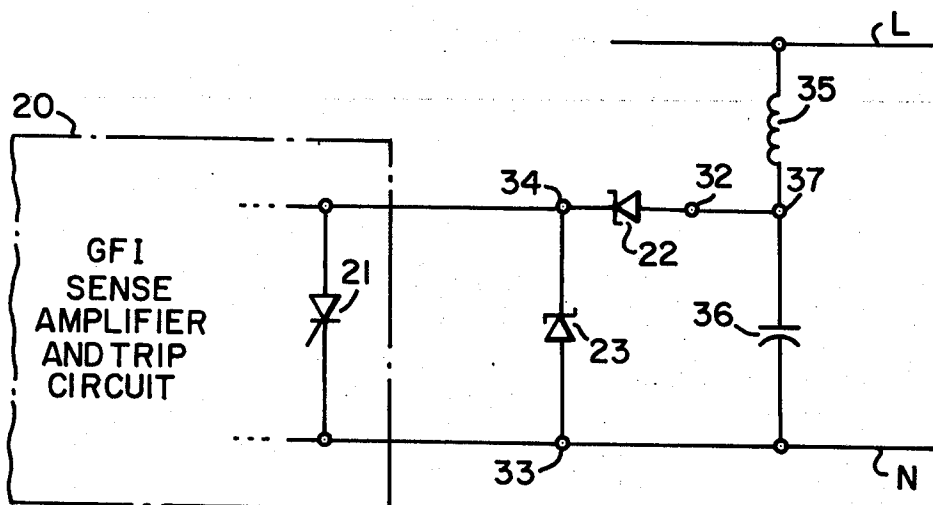 L
35
20
34
32
37
22
GFI
SENSE
AMPLIFIER
AND TRIP
CIRCUIT
21
23
36
33
N